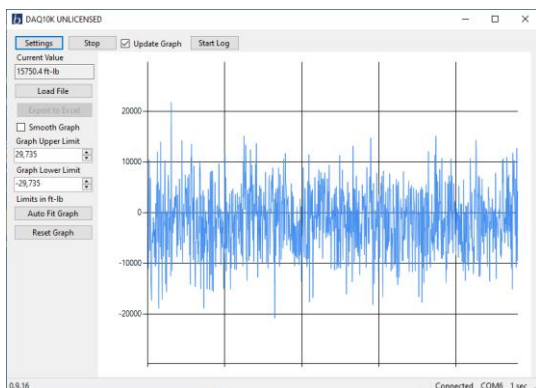 DAQ10K UNLICENSED
Settings Stop Update Graph Start Log
Current Value
15750.4 ft-lb
Load File
Export to Excel
Smooth Graph
Graph Upper Limit
29,735
Graph Lower Limit
-29,735
Limits in ft-lb
Auto Fit Graph
Reset Graph
20000
10000
0
-10000
-20000
0.9.16 Connected COM6 1 sec